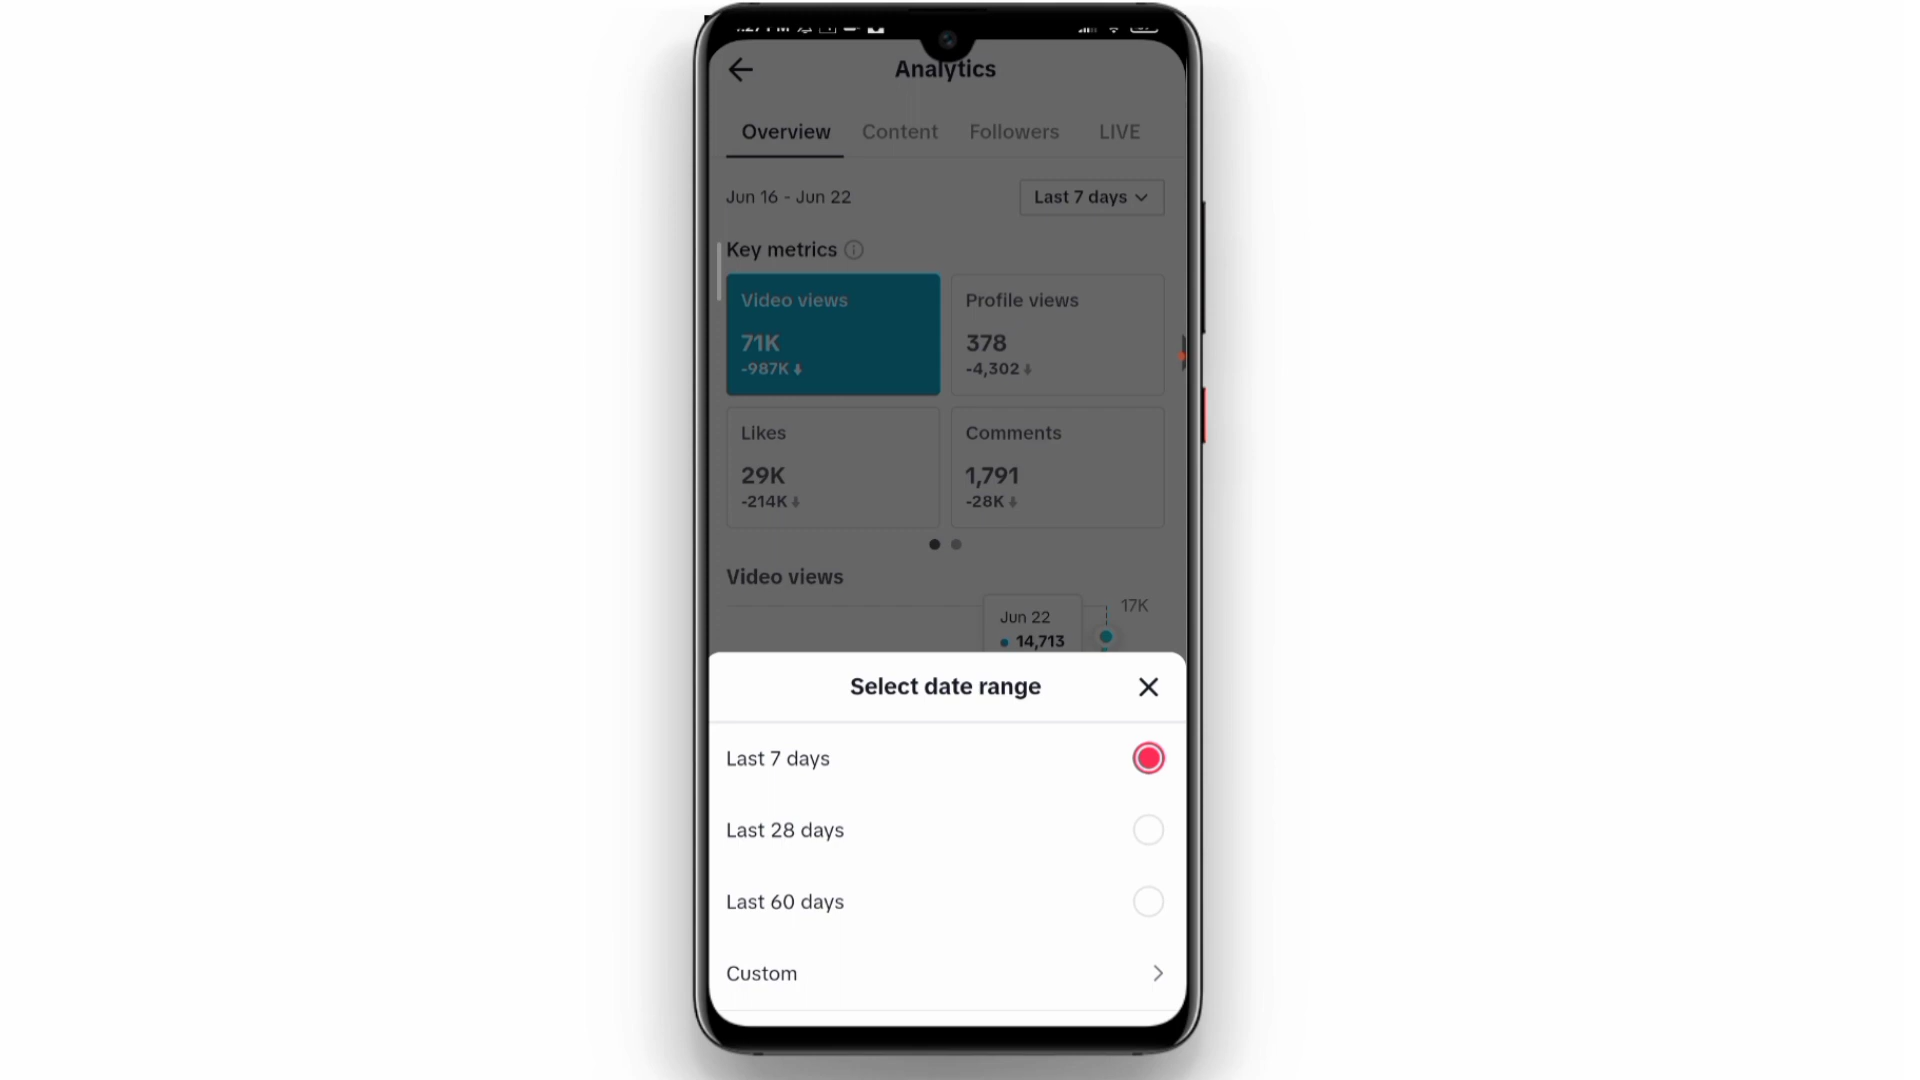 Analytics
Overview Content Followers LIVE
Jun 16 - Jun 22 Last 7 days
Key metrics
Video views Profile views
71K 378
-987K -4,302
Likes Comments
29K 1,791
-214K -28K
Video views
17K
Jun 22
14,713
Select date range
Last 7 days
Last 28 days
Last 60 days
Custom